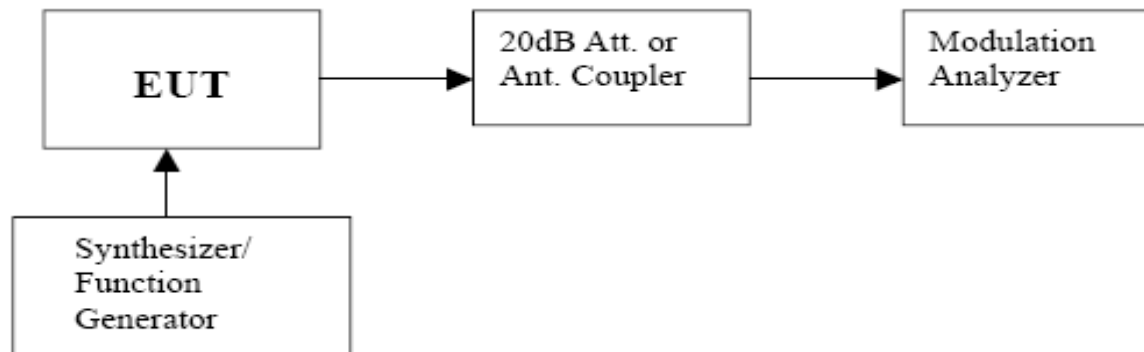 EUT
20dB Att. or
Ant. Coupler
Modulation
Analyzer
Synthesizer/
Function
Generator